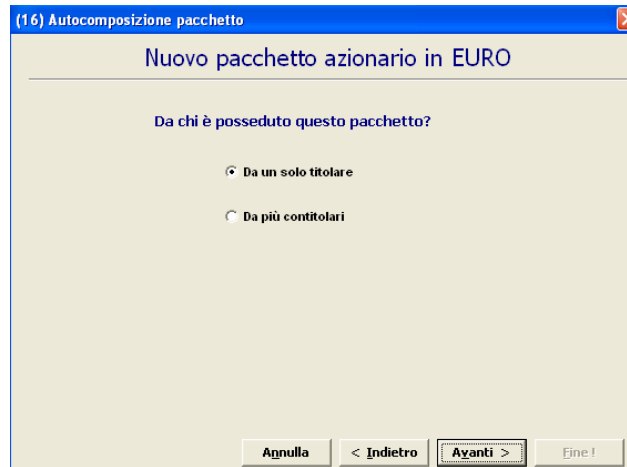 (16) Autocomposizione pacchetto
Nuovo pacchetto azionario in EURO
Da chi è posseduto questo pacchetto?
Da un solo titolare
Da più contitolari
Annulla < Indietro Avanti > Fine !